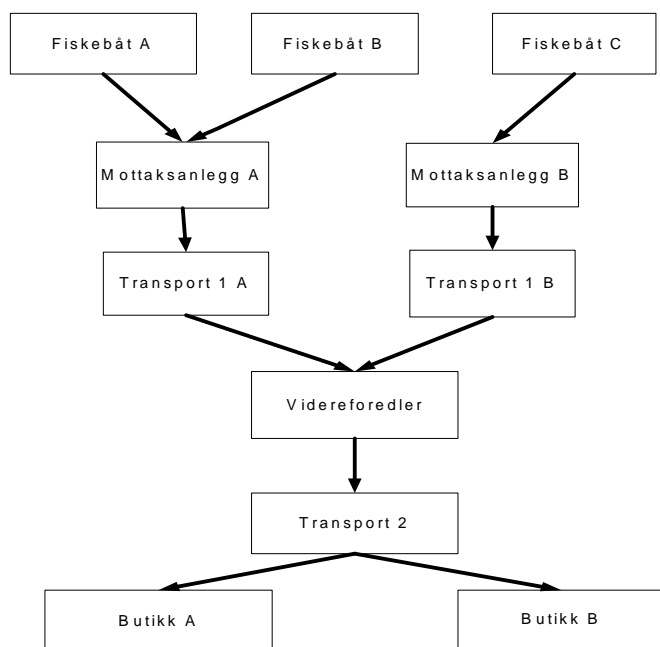 Fiskebåt A
Fiskebåt B
Fiskebåt C
Mottaksanlegg A
Mottaksanlegg B
Transport 1 A
Transport 1 B
Videreforedler
Transport 2
Butikk A
Butikk B